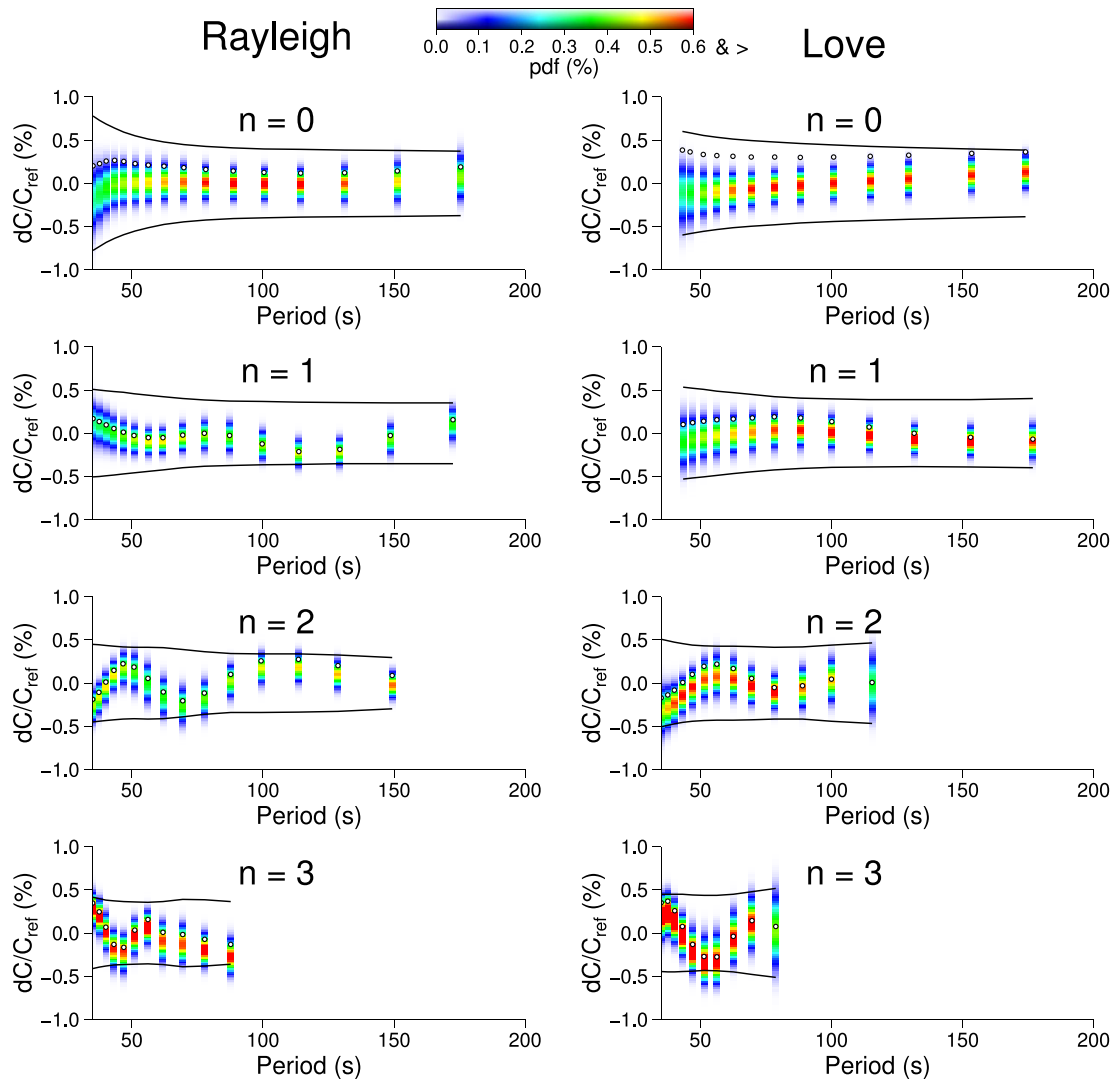 Rayleigh
Love
0.0 0.1 0.2 0.3 0.4 0.5 0.6 & >
pdf (%)
n = 0
1.0
0.5
0.0
−0.5
−1.0
dC/C_ref (%)
50 100 150 200
Period (s)
n = 0
1.0
0.5
0.0
−0.5
−1.0
dC/C_ref (%)
50 100 150 200
Period (s)
n = 1
1.0
0.5
0.0
−0.5
−1.0
dC/C_ref (%)
50 100 150 200
Period (s)
n = 1
1.0
0.5
0.0
−0.5
−1.0
dC/C_ref (%)
50 100 150 200
Period (s)
n = 2
1.0
0.5
0.0
−0.5
−1.0
dC/C_ref (%)
50 100 150 200
Period (s)
n = 2
1.0
0.5
0.0
−0.5
−1.0
dC/C_ref (%)
50 100 150 200
Period (s)
n = 3
1.0
0.5
0.0
−0.5
−1.0
dC/C_ref (%)
50 100 150 200
Period (s)
n = 3
1.0
0.5
0.0
−0.5
−1.0
dC/C_ref (%)
50 100 150 200
Period (s)